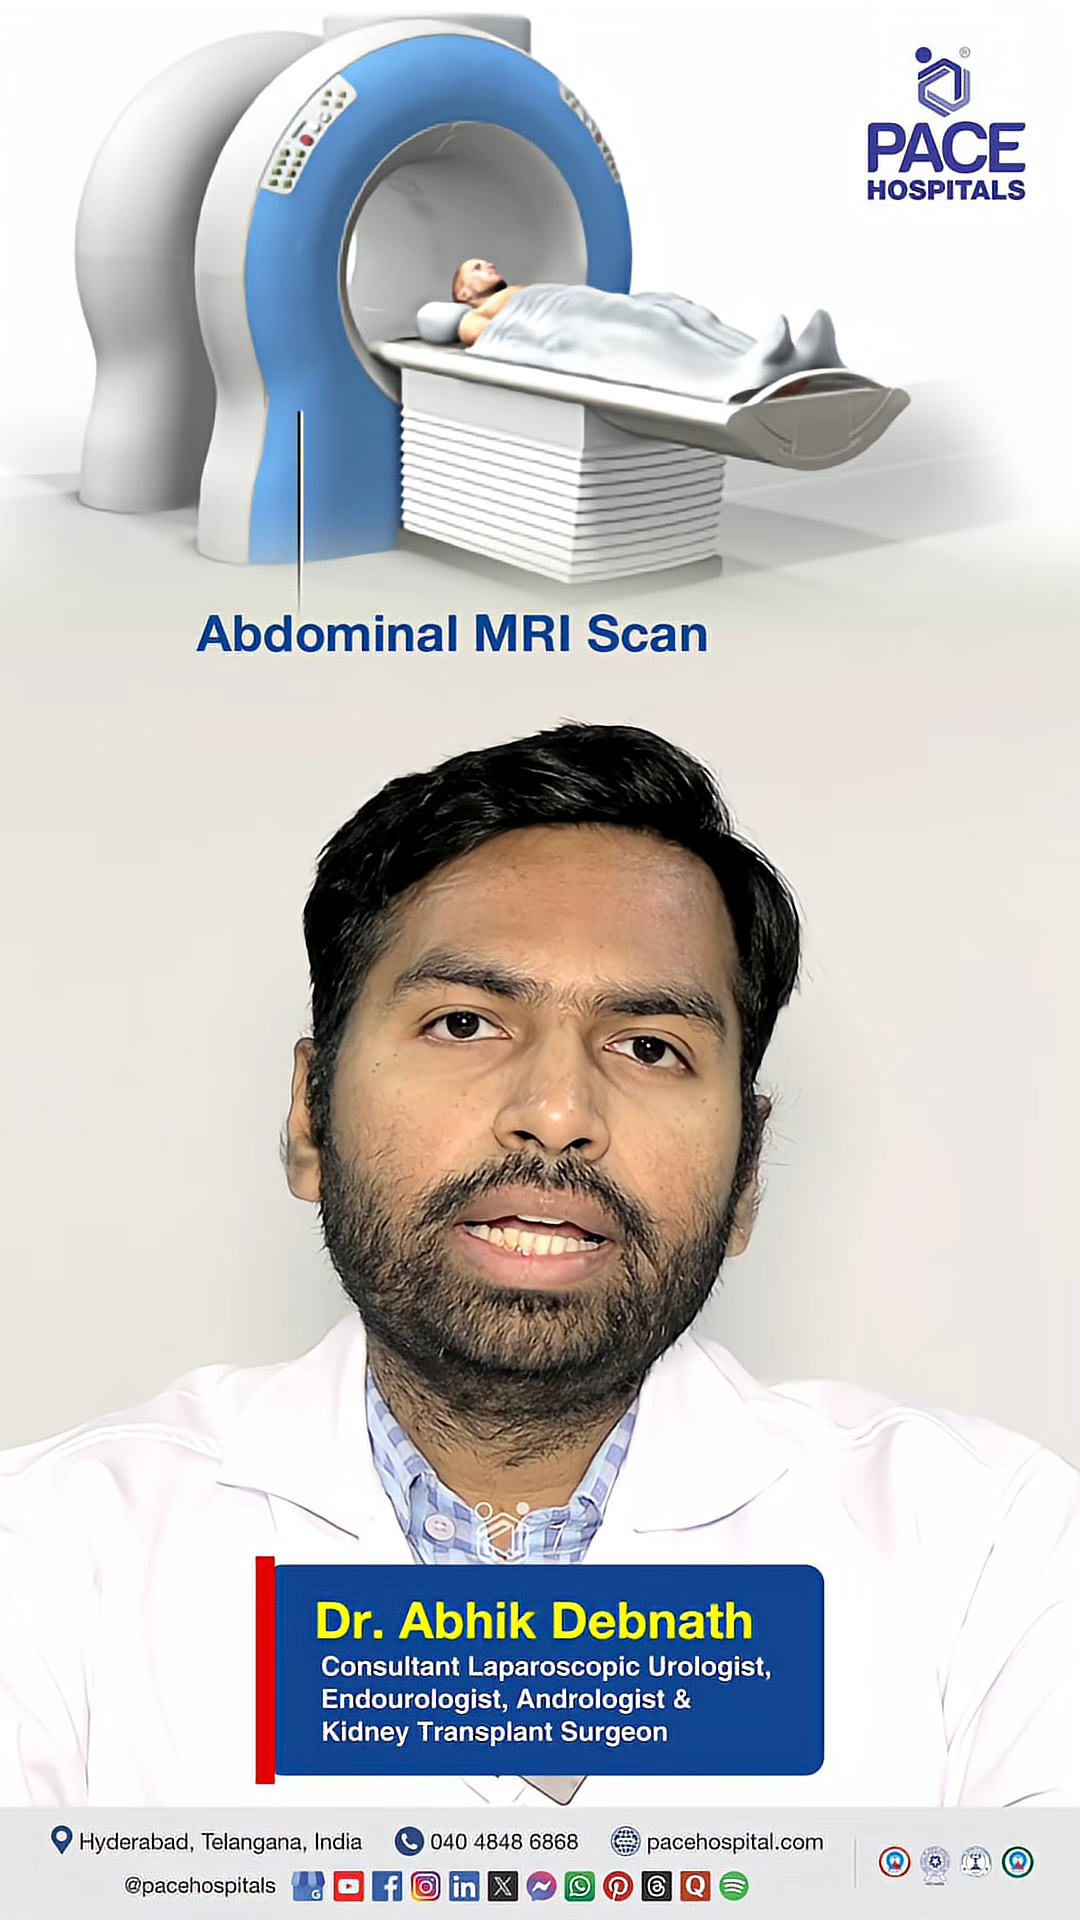 PACE
HOSPITALS
Abdominal MRI Scan
Dr. Abhik Debnath
Consultant Laparoscopic Urologist,
Endourologist, Andrologist &
Kidney Transplant Surgeon
Hyderabad, Telangana, India 040 4848 6868 pacehospital.com
@pacehospitals